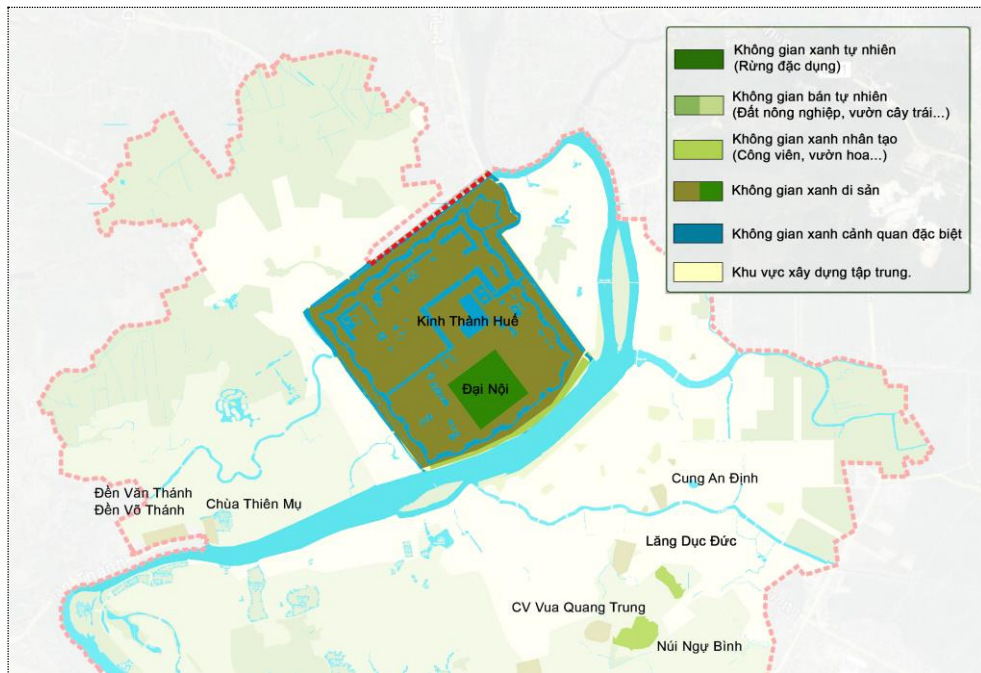 Không gian xanh tự nhiên
(Rừng đặc dụng)
Không gian bán tự nhiên
(Đất nông nghiệp, vườn cây trái...)
Không gian xanh nhân tạo
(Công viên, vườn hoa...)
Không gian xanh di sản
Không gian xanh cảnh quan đặc biệt
Khu vực xây dựng tập trung.
Kinh Thành Huế
Đại Nội
Đền Văn Thánh
Đền Võ Thánh
Chùa Thiên Mụ
Cung An Định
Lăng Dục Đức
CV Vua Quang Trung
Núi Ngự Bình